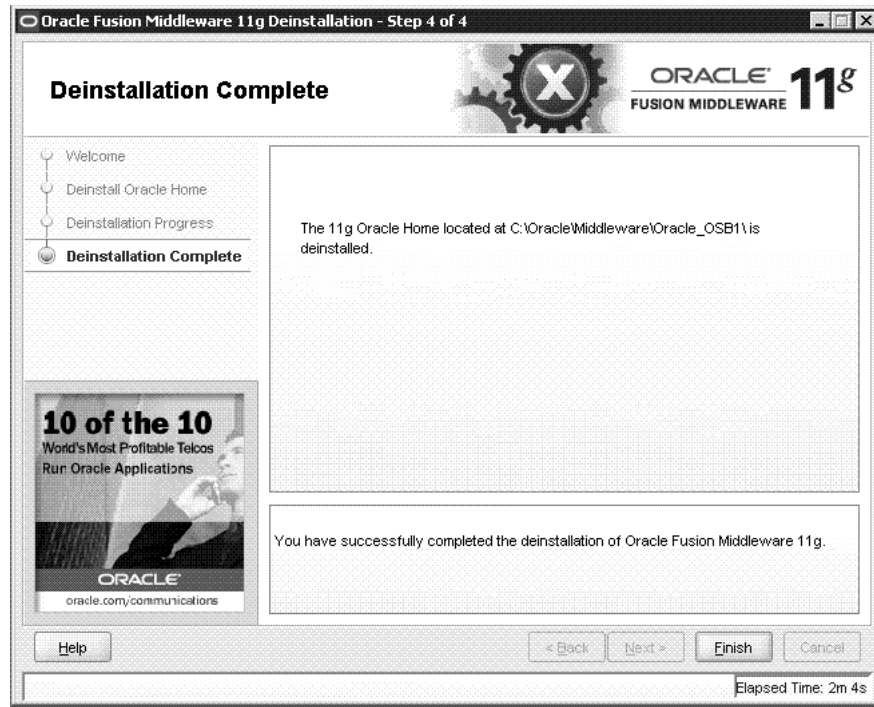 Oracle Fusion Middleware 11g Deinstallation - Step 4 of 4
Deinstallation Complete
X
ORACLE
FUSION MIDDLEWARE
11g
Welcome
Deinstall Oracle Home
Deinstallation Progress
Deinstallation Complete
The 11g Oracle Home located at C:\Oracle\Middleware\Oracle_OSB1\ is
deinstalled.
10 of the 10
World's Most Profitable Telcos
Run Oracle Applications
ORACLE
oracle.com/communications
You have successfully completed the deinstallation of Oracle Fusion Middleware 11g.
Help
< Back
Next >
Finish
Cancel
Elapsed Time: 2m 4s